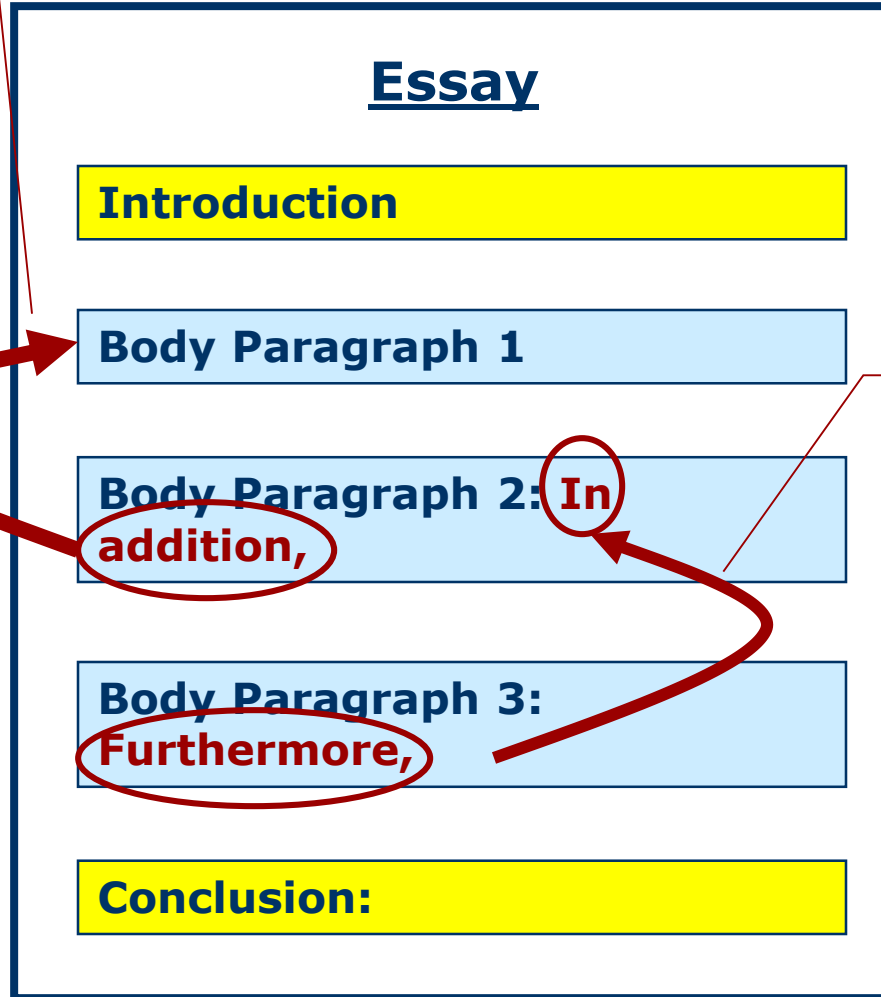 Essay
Introduction
Body Paragraph 1
Body Paragraph 2: In
addition,
Body Paragraph 3:
Furthermore,
Conclusion: